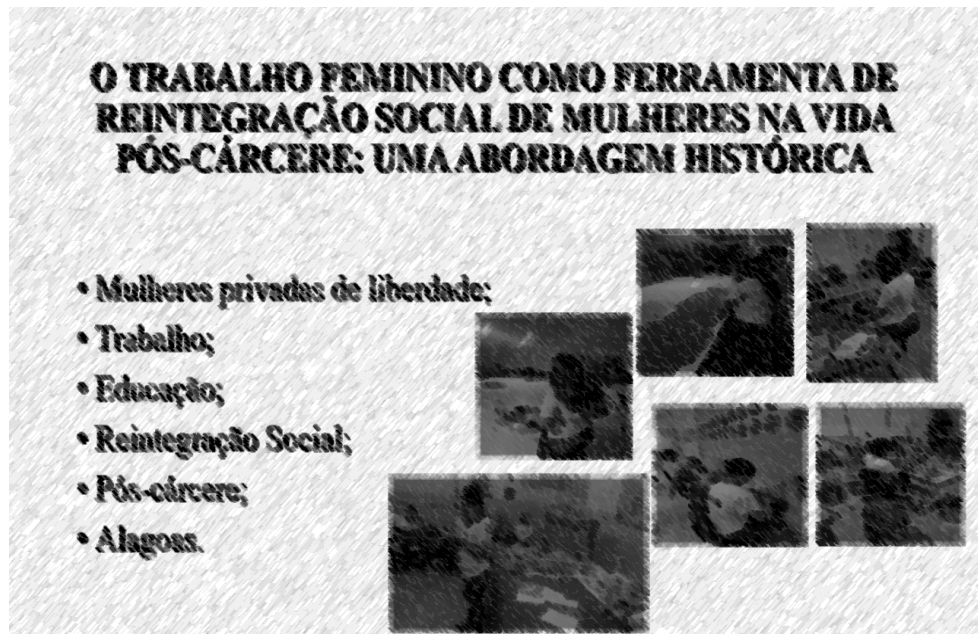 O TRABALHO FEMININO COMO FERRAMENTA DE
REINTEGRAÇÃO SOCIAL DE MULHERES NA VIDA
PÓS-CÁRCERE: UMA ABORDAGEM HISTÓRICA
• Mulheres privadas de liberdade;
• Trabalho;
• Educação;
• Reintegração Social;
• Pós-cárcere;
• Alagoas.